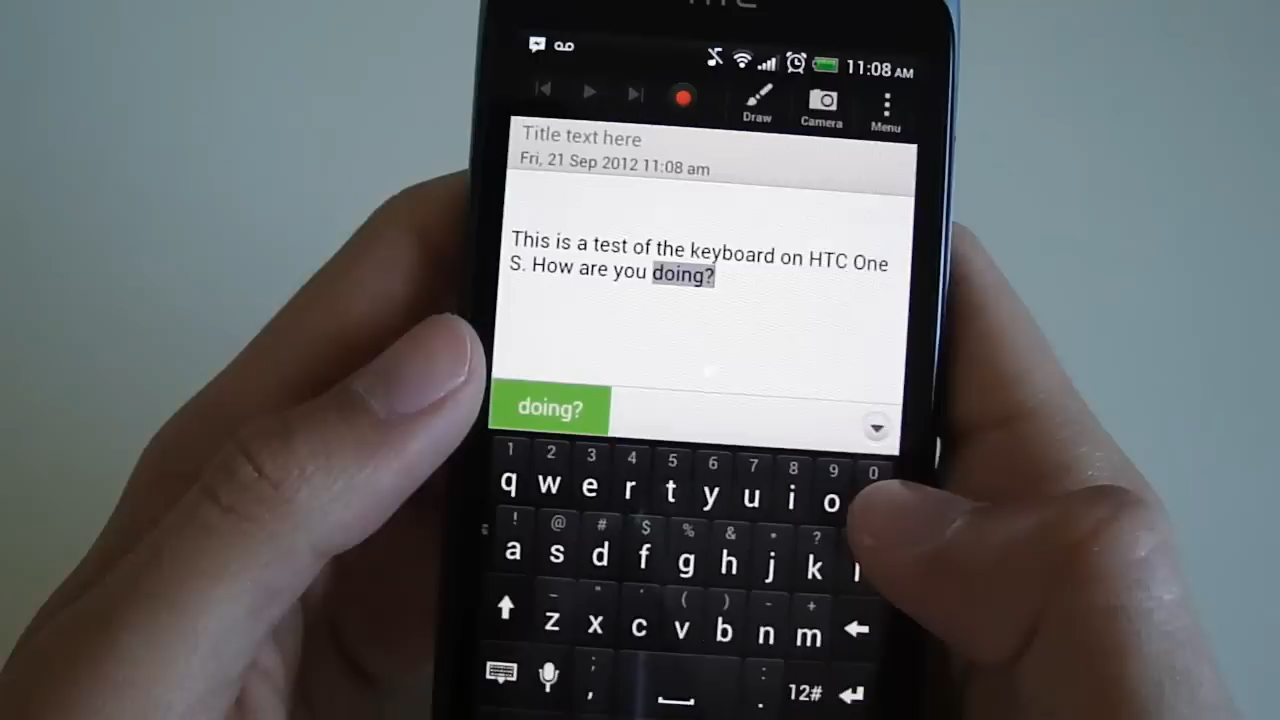 HTC
11:08 AM
Draw
Camera
Menu
Title text here
Fri, 21 Sep 2012 11:08 am
This is a test of the keyboard on HTC One
S. How are you doing?
doing?
1 2 3 4 5 6 7 8 9 0
q w e r t y u i o
! @ # $ % & * ?
a s d f g h j k l
_ " ' ( ) - +
z x c v b n m
; :
, . 12#